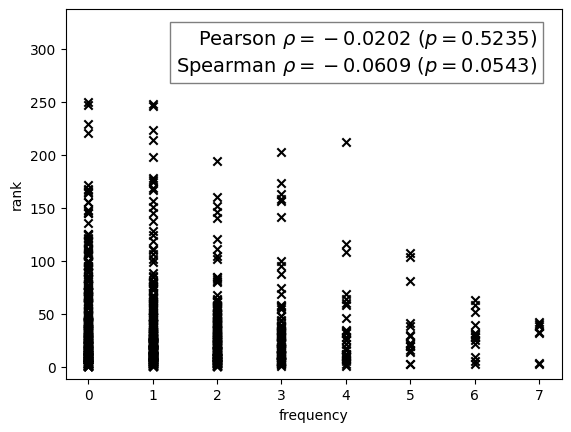 Pearson ρ = −0.0202 (p = 0.5235)
Spearman ρ = −0.0609 (p = 0.0543)
300
250
200
150
100
50
0
rank
0 1 2 3 4 5 6 7
frequency